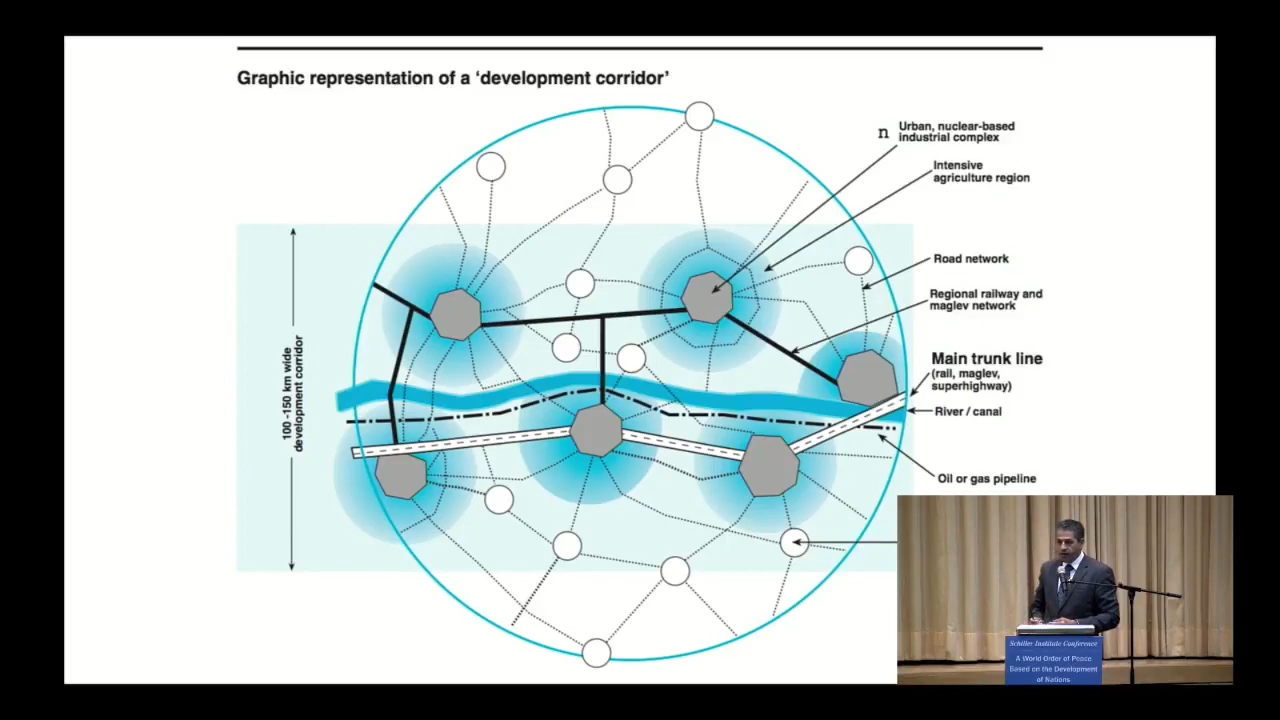 Graphic representation of a ‘development corridor’
n
Urban, nuclear-based
industrial complex
Intensive
agriculture region
Road network
Regional railway and
maglev network
Main trunk line
(rail, maglev,
superhighway)
River / canal
Oil or gas pipeline
100 -150 km wide
development corridor
Schiller Institute Conference
A World Order of Peace
Based on the Development
of Nations